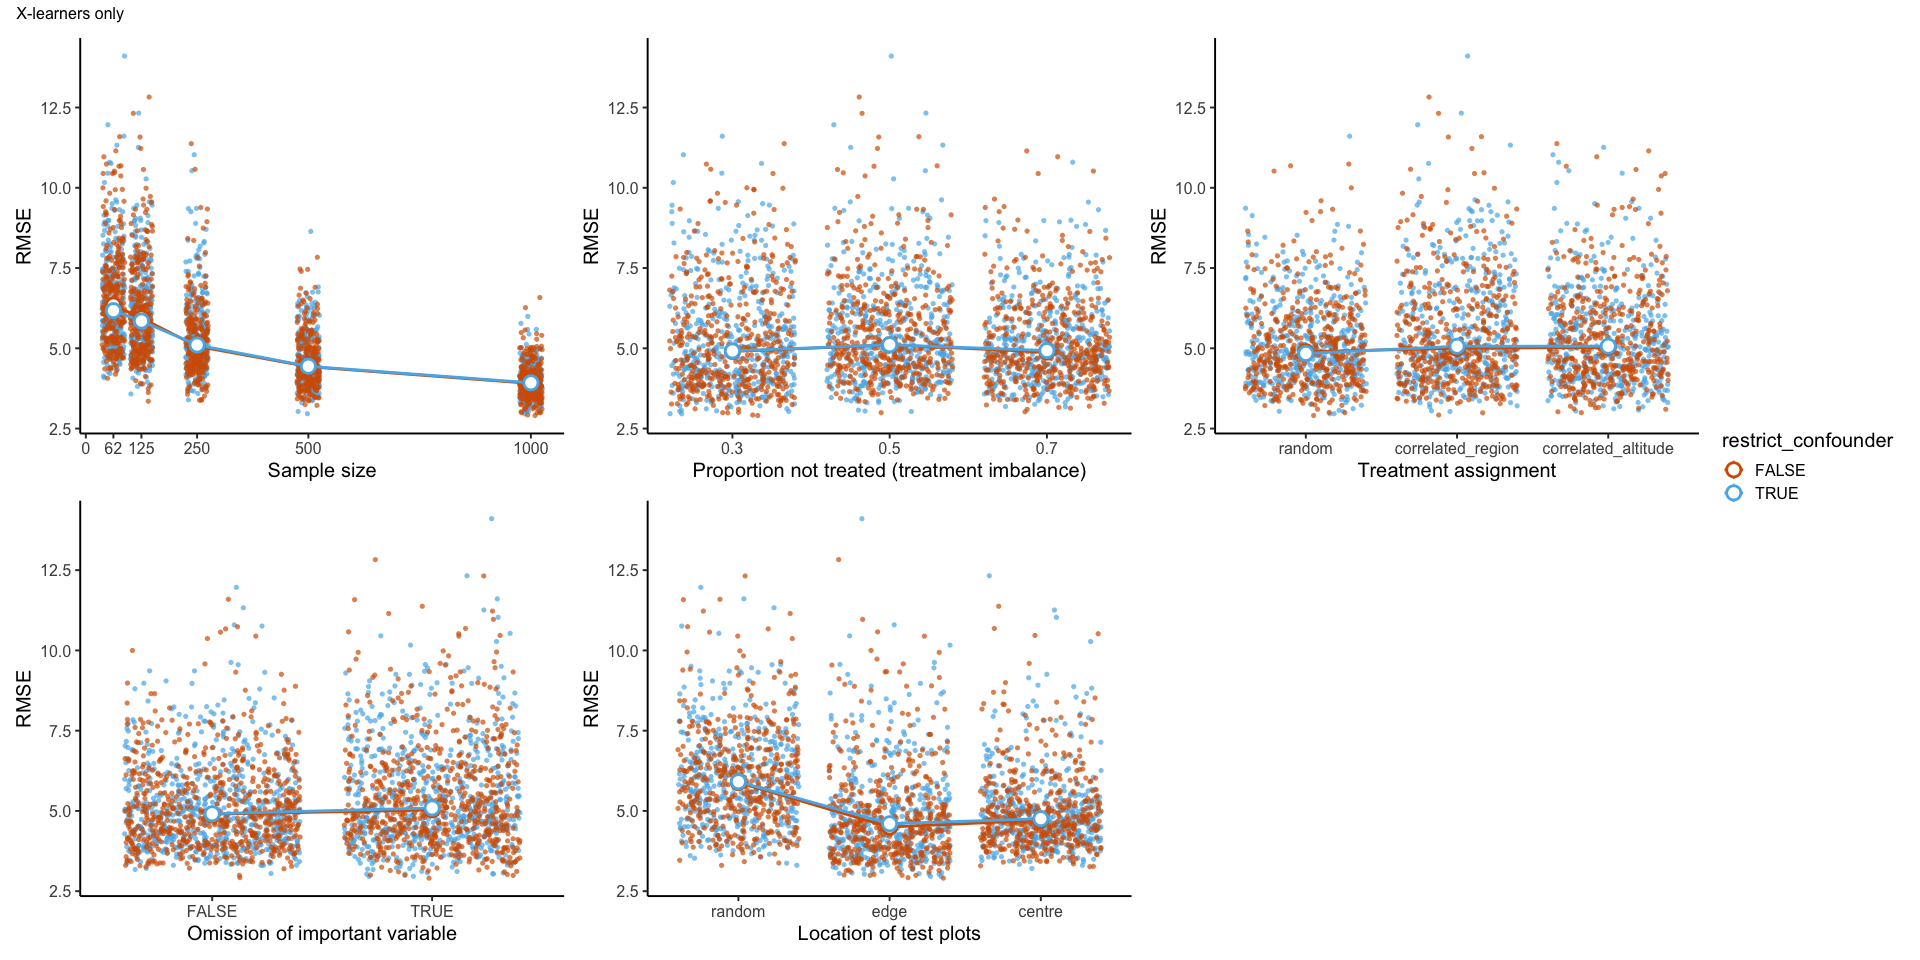 X-learners only
RMSE
12.5
10.0
7.5
5.0
2.5
0 62 125 250 500 1000
Sample size
RMSE
12.5
10.0
7.5
5.0
2.5
0.3 0.5 0.7
Proportion not treated (treatment imbalance)
RMSE
12.5
10.0
7.5
5.0
2.5
random correlated_region correlated_altitude
Treatment assignment
restrict_confounder
FALSE
TRUE
RMSE
12.5
10.0
7.5
5.0
2.5
FALSE TRUE
Omission of important variable
RMSE
12.5
10.0
7.5
5.0
2.5
random edge centre
Location of test plots